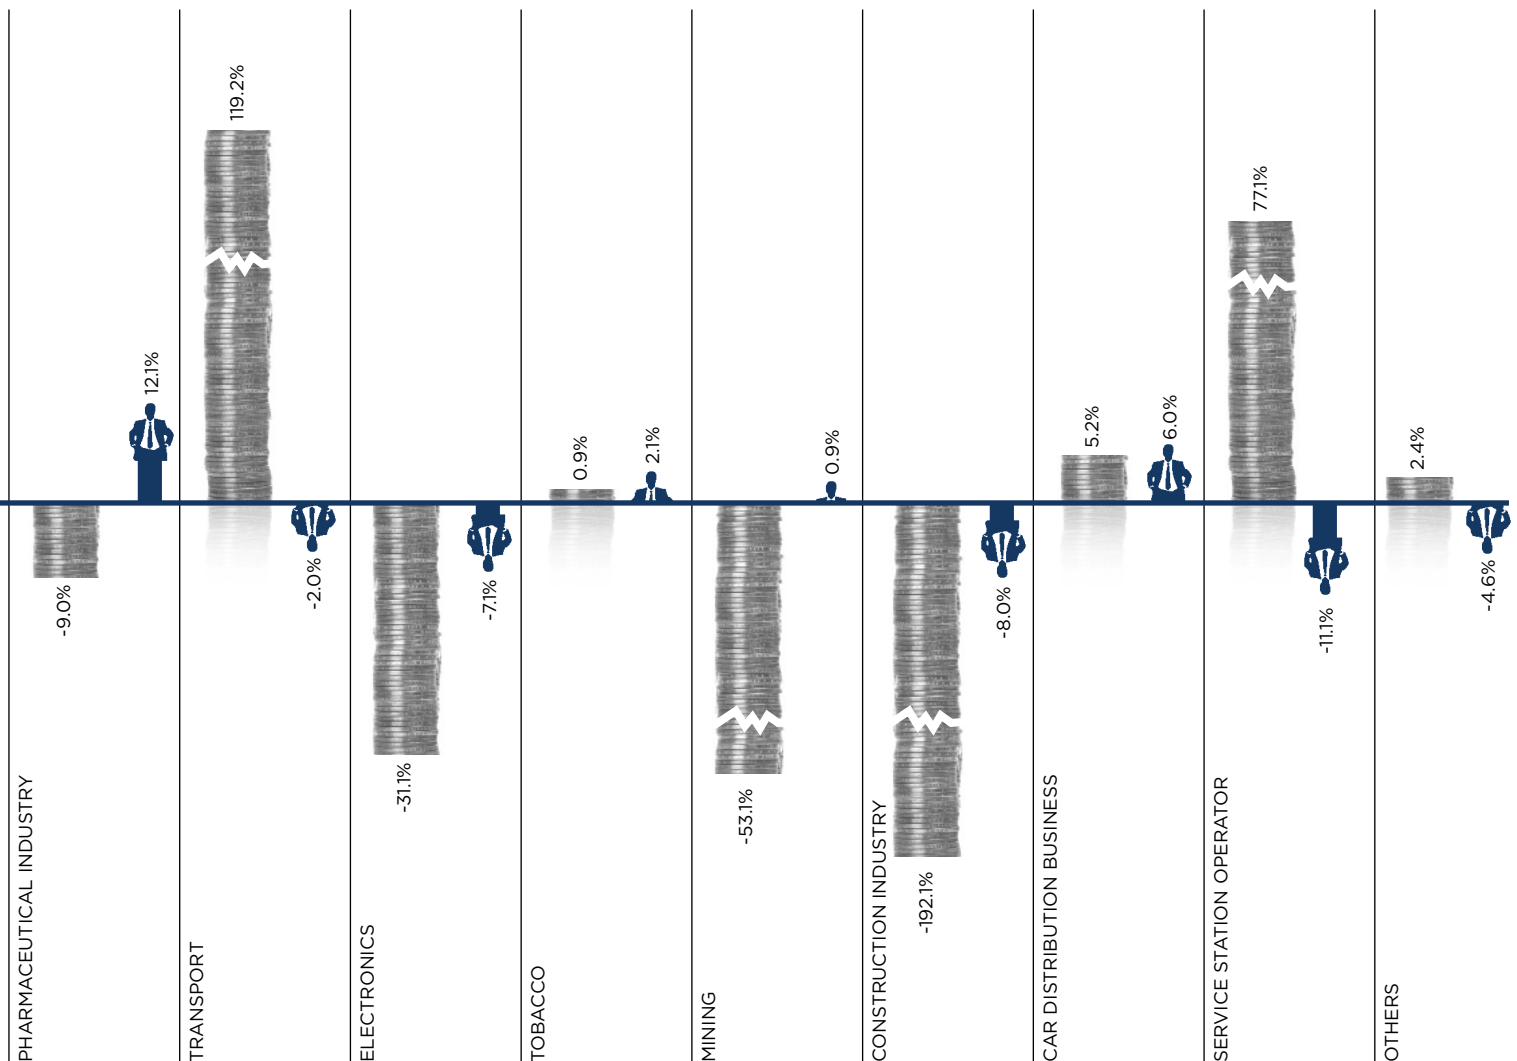 PHARMACEUTICAL INDUSTRY
-9.0%
12.1%
TRANSPORT
119.2%
-2.0%
ELECTRONICS
-31.1%
-7.1%
TOBACCO
0.9%
2.1%
MINING
-53.1%
0.9%
CONSTRUCTION INDUSTRY
-192.1%
-8.0%
CAR DISTRIBUTION BUSINESS
5.2%
6.0%
SERVICE STATION OPERATOR
77.1%
-11.1%
OTHERS
2.4%
-4.6%